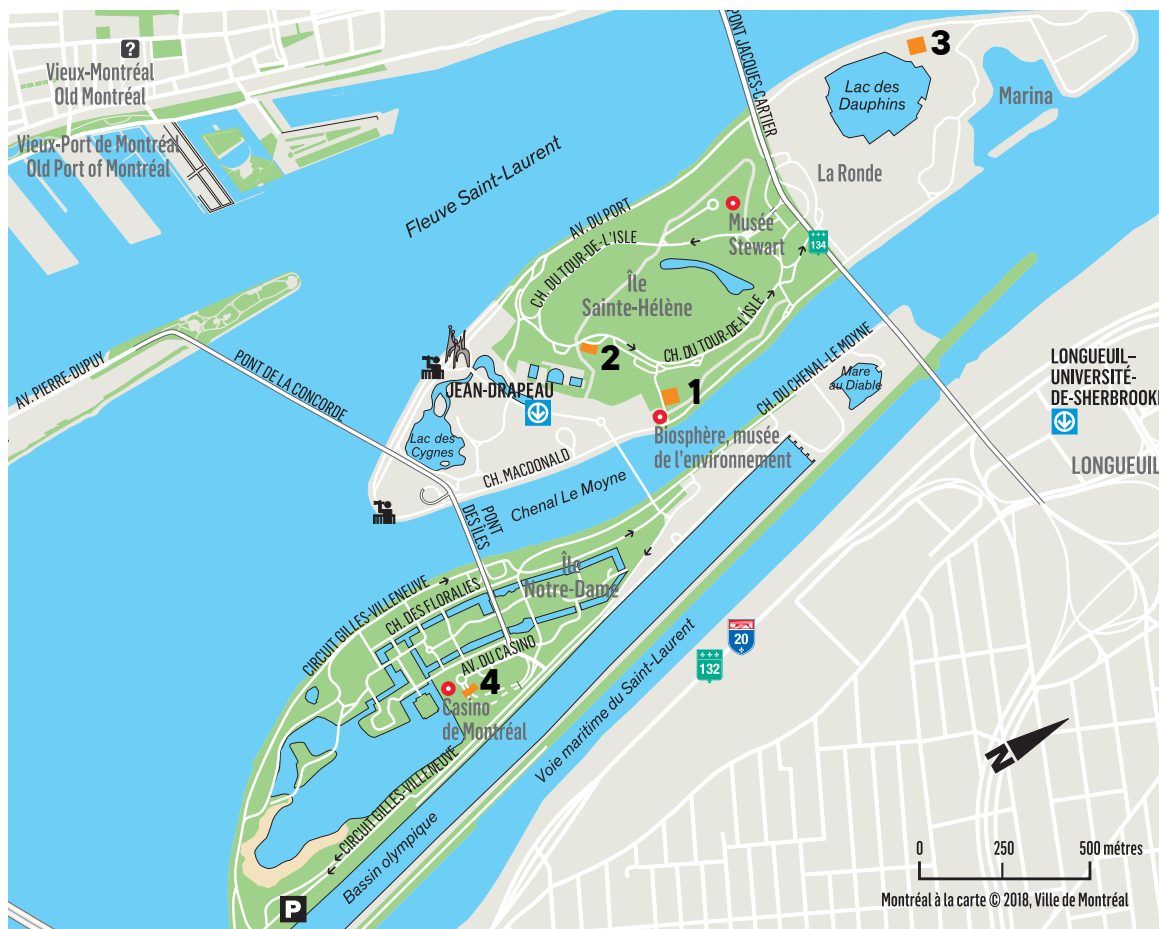 ?
Vieux-Montréal
Old Montréal
Vieux-Port de Montréal
Old Port of Montréal
PONT JACQUES-CARTIER
3
Lac des
Dauphins
Marina
La Ronde
Fleuve Saint-Laurent
AV. DU PORT
Musée
Stewart
134
CH. DU TOUR-DE-L'ISLE
Île
Sainte-Hélène
CH. DU TOUR-DE-L'ISLE
2
1
AV. PIERRE-DUPUY
PONT DE LA CONCORDE
JEAN-DRAPEAU
Lac des
Cygnes
CH. MACDONALD
Biosphère, musée
de l'environnement
CH. DU CHENAL-LE MOYNE
Mare
au Diable
LONGUEUIL–
UNIVERSITÉ-
DE-SHERBROOKE
LONGUEUIL
Chenal Le Moyne
PONT
DES ÎLES
Île
Notre-Dame
CIRCUIT GILLES-VILLENEUVE
CH. DES FLORALIES
AV. DU CASINO
4
Casino
de Montréal
20
132
Voie maritime du Saint-Laurent
CIRCUIT GILLES-VILLENEUVE
Bassin olympique
P
N
0 250 500 métres
Montréal à la carte © 2018, Ville de Montréal